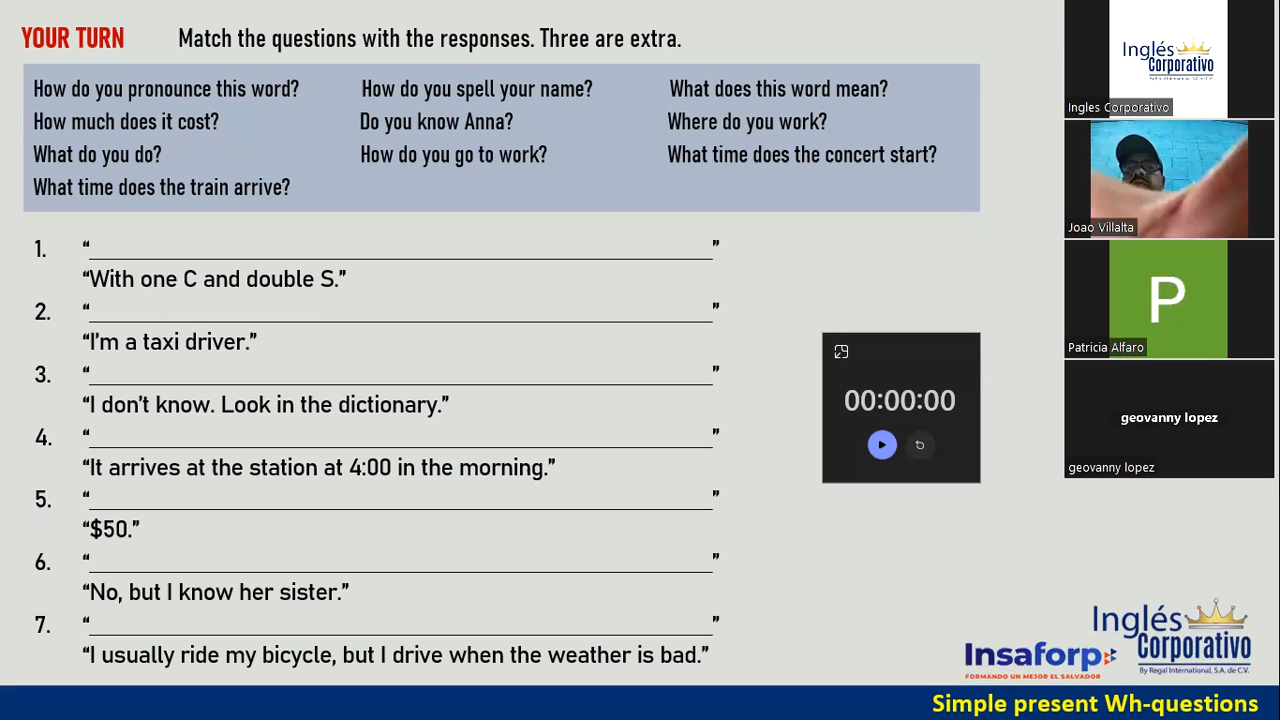 YOUR TURN Match the questions with the responses. Three are extra.
How do you pronounce this word? How do you spell your name? What does this word mean?
How much does it cost? Do you know Anna? Where do you work?
What do you do? How do you go to work? What time does the concert start?
What time does the train arrive?
1. “ ”
“With one C and double S.”
2. “ ”
“I’m a taxi driver.”
3. “ ”
“I don’t know. Look in the dictionary.”
4. “ ”
“It arrives at the station at 4:00 in the morning.”
5. “ ”
“$50.”
6. “ ”
“No, but I know her sister.”
7. “ ”
“I usually ride my bicycle, but I drive when the weather is bad.”
00:00:00
Inglés
Corporativo
Ingles Corporativo
Joao Villalta
P
Patricia Alfaro
geovanny lopez
geovanny lopez
Insaforp
FORMANDO UN MEJOR EL SALVADOR
Inglés
Corporativo
By Regal International, S.A. de C.V.
Simple present Wh-questions